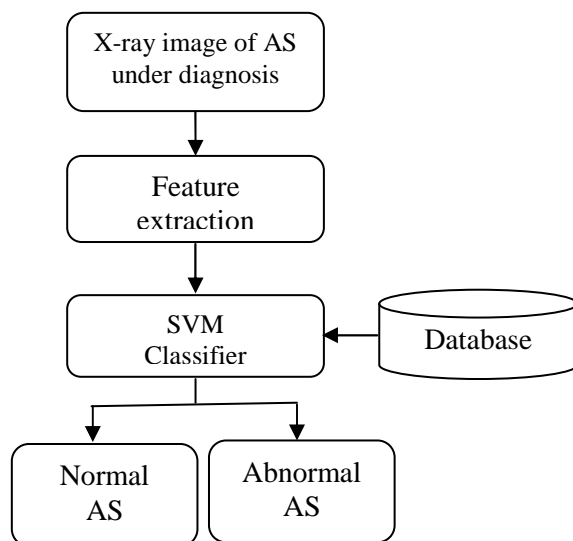 X-ray image of AS
under diagnosis
Feature
extraction
SVM
Classifier
Database
Normal
AS
Abnormal
AS